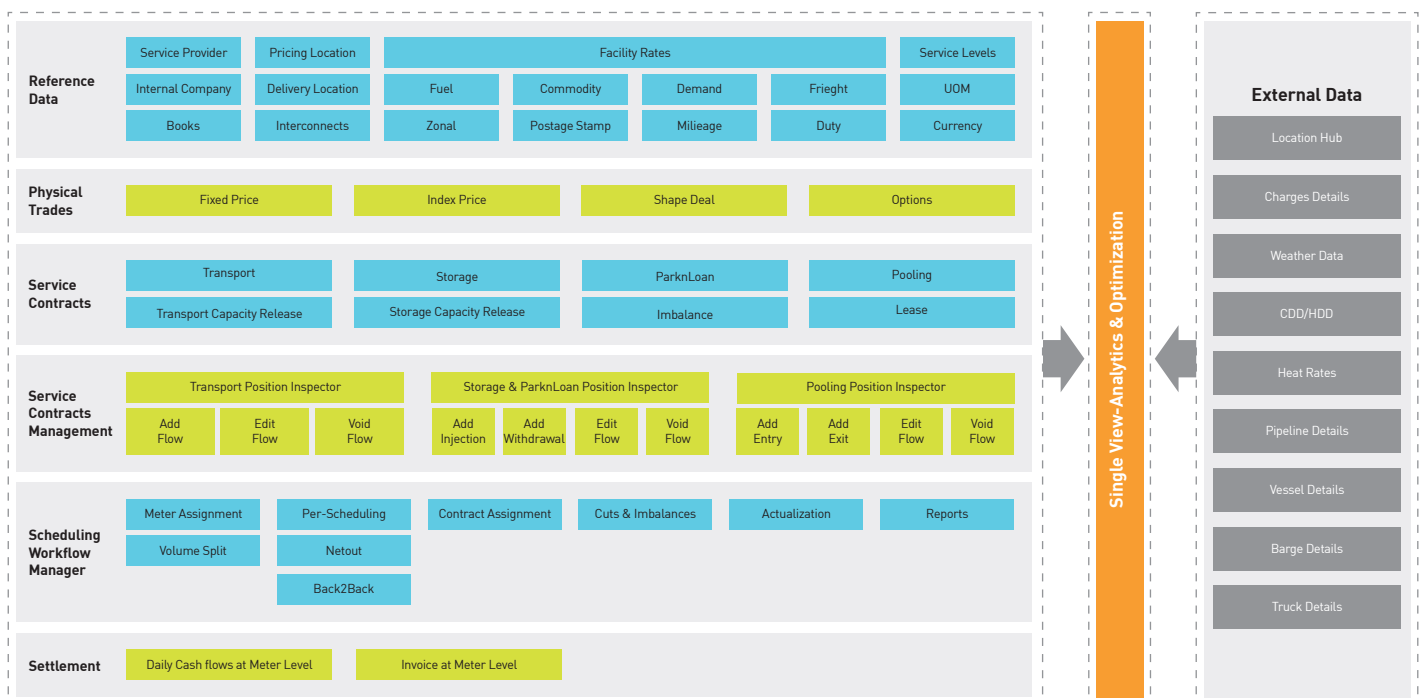 Reference
Data
Service Provider
Pricing Location
Facility Rates
Service Levels
Internal Company
Delivery Location
Fuel
Commodity
Demand
Frieght
UOM
Books
Interconnects
Zonal
Postage Stamp
Milieage
Duty
Currency
Physical
Trades
Fixed Price
Index Price
Shape Deal
Options
Service
Contracts
Transport
Storage
ParknLoan
Pooling
Transport Capacity Release
Storage Capacity Release
Imbalance
Lease
Service
Contracts
Management
Transport Position Inspector
Storage & ParknLoan Position Inspector
Pooling Position Inspector
Add
Flow
Edit
Flow
Void
Flow
Add
Injection
Add
Withdrawal
Edit
Flow
Void
Flow
Add
Entry
Add
Exit
Edit
Flow
Void
Flow
Scheduling
Workflow
Manager
Meter Assignment
Per-Scheduling
Contract Assignment
Cuts & Imbalances
Actualization
Reports
Volume Split
Netout
Back2Back
Settlement
Daily Cash flows at Meter Level
Invoice at Meter Level
Single View-Analytics & Optimization
External Data
Location Hub
Charges Details
Weather Data
CDD/HDD
Heat Rates
Pipeline Details
Vessel Details
Barge Details
Truck Details